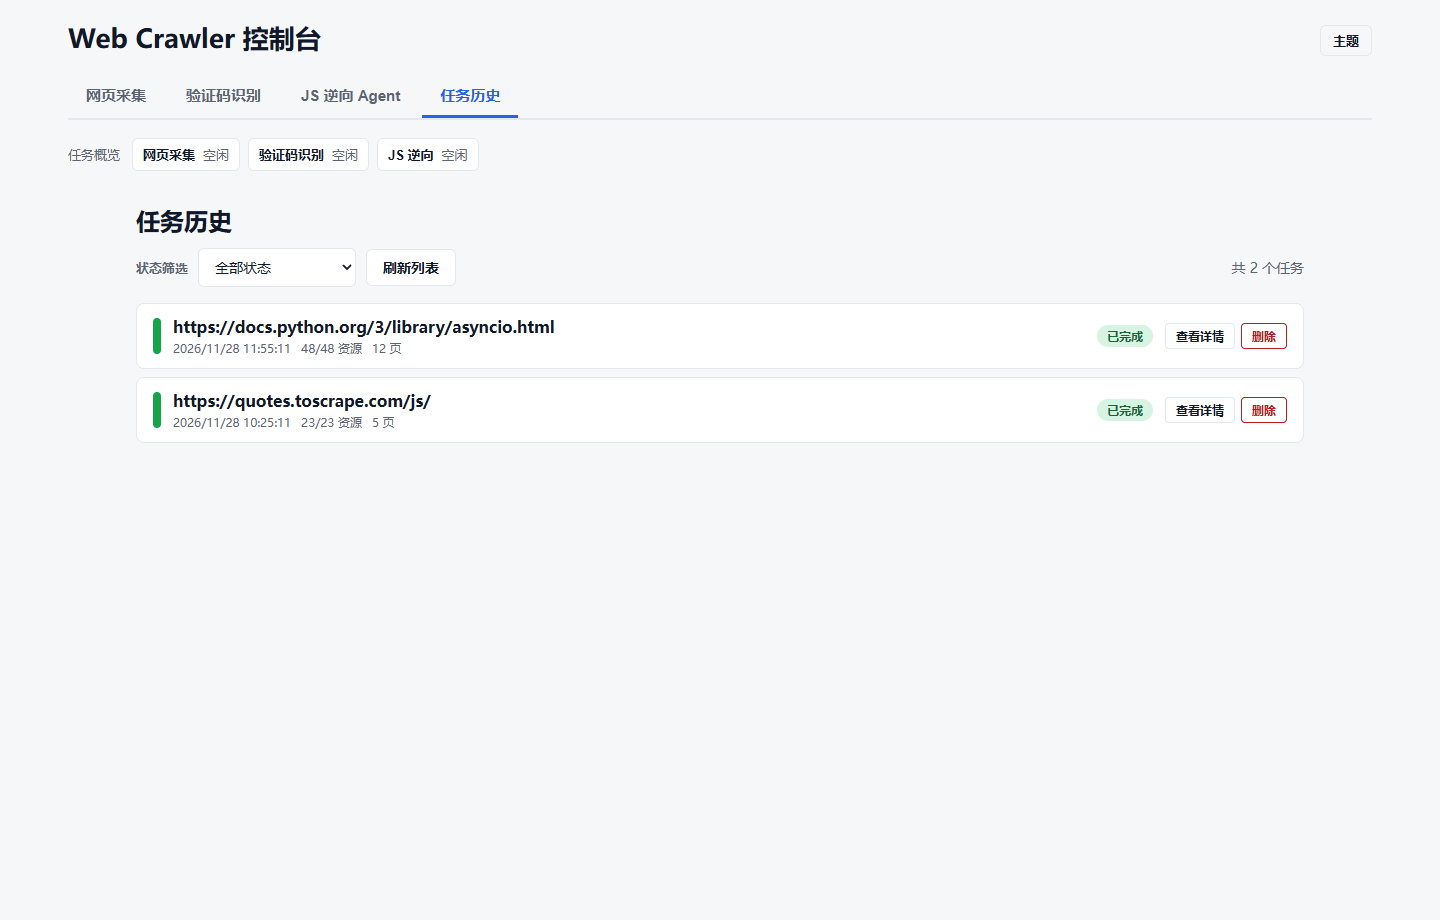 Web Crawler 控制台
主题
网页采集 验证码识别 JS 逆向 Agent 任务历史
任务概览 网页采集 空闲 验证码识别 空闲 JS 逆向 空闲
任务历史
状态筛选 全部状态 刷新列表 共 2 个任务
https://docs.python.org/3/library/asyncio.html
2026/11/28 11:55:11 48/48 资源 12 页
已完成 查看详情 删除
https://quotes.toscrape.com/js/
2026/11/28 10:25:11 23/23 资源 5 页
已完成 查看详情 删除